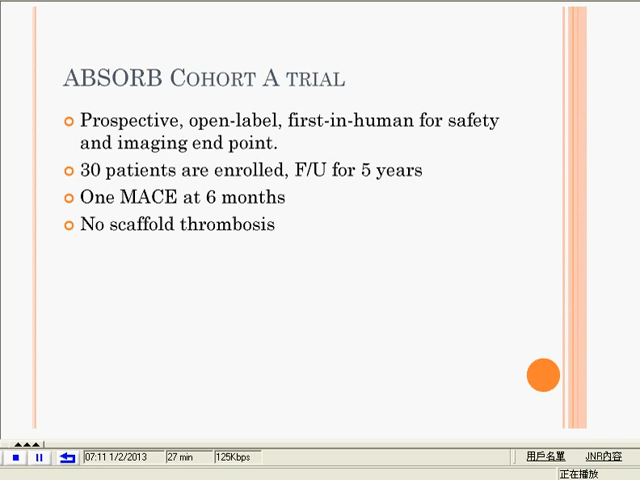 ABSORB COHORT A TRIAL
Prospective, open-label, first-in-human for safety
and imaging end point.
30 patients are enrolled, F/U for 5 years
One MACE at 6 months
No scaffold thrombosis
07:11 1/2/2013 27 min 125Kbps 用戶名單 JNR內容
正在播放